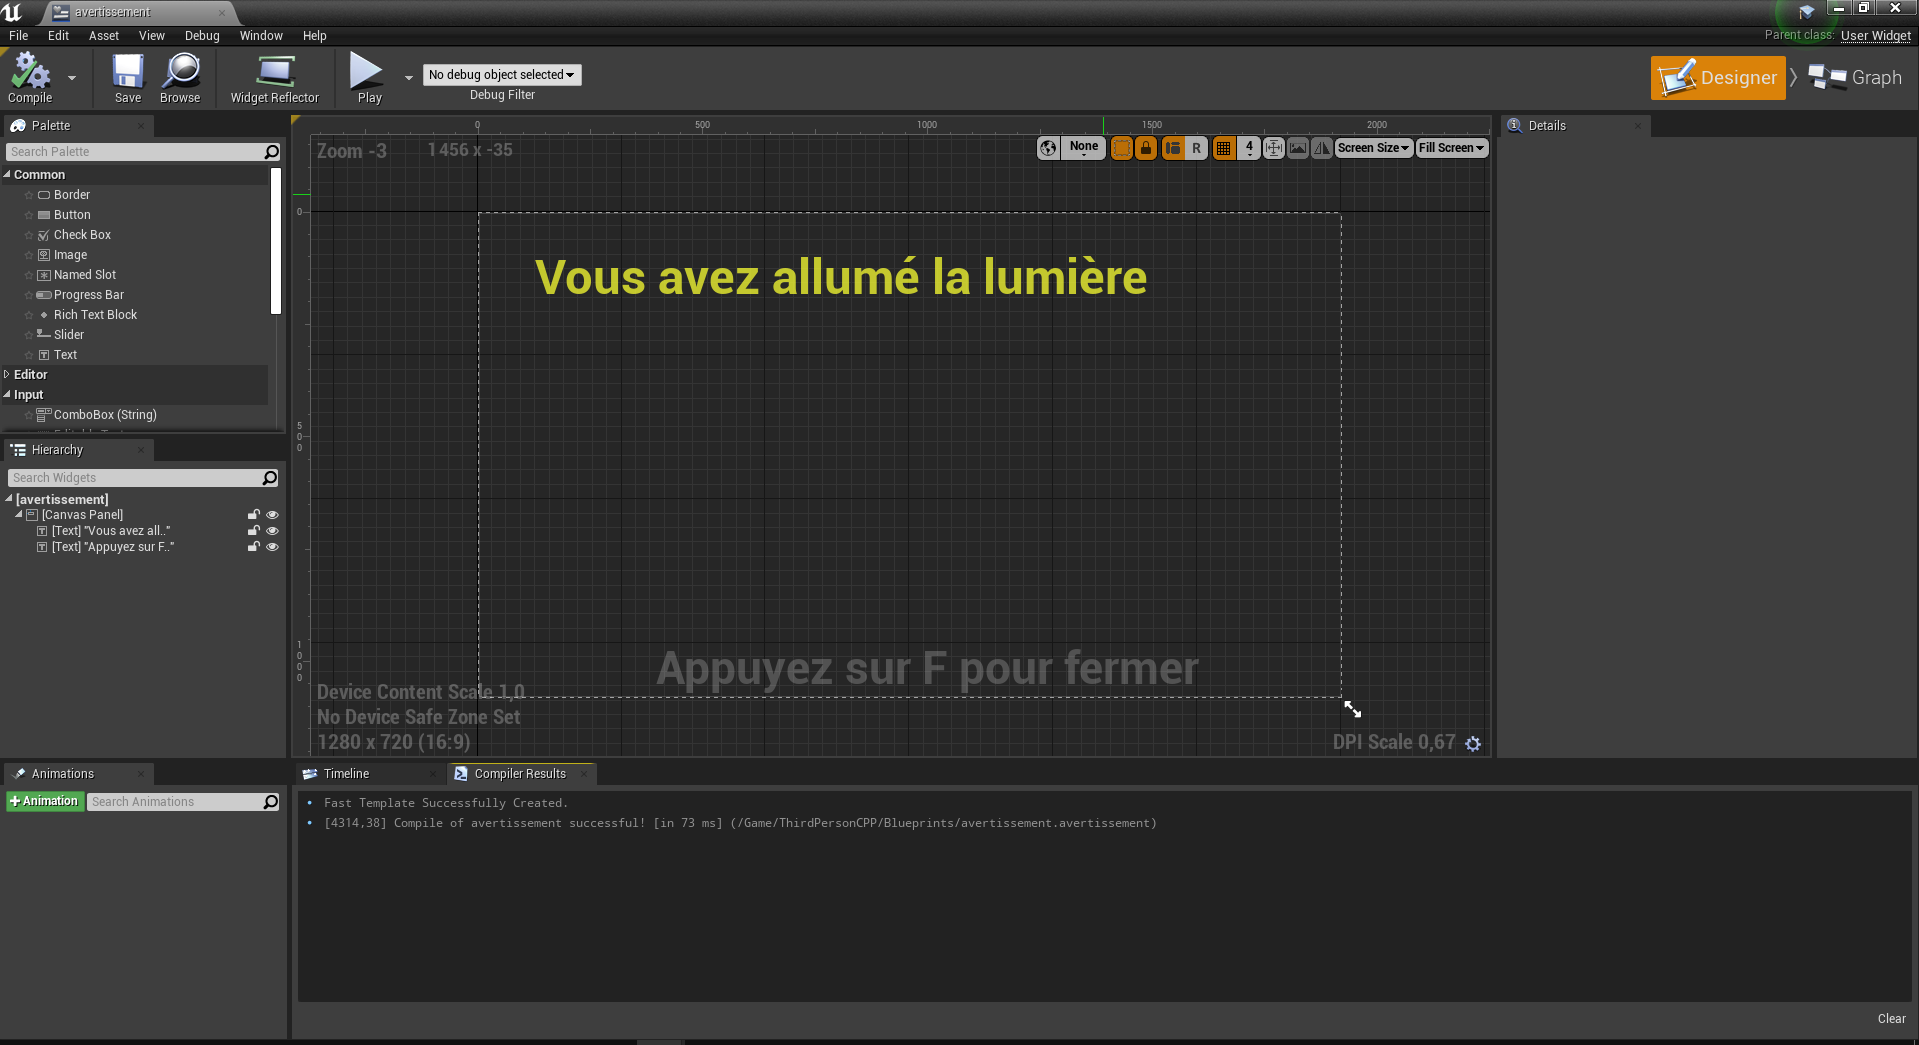 avertissement
File Edit Asset View Debug Window Help
Parent class: User Widget
Compile
Save
Browse
Widget Reflector
Play
No debug object selected
Debug Filter
Designer
Graph
Palette
Search Palette
Common
Border
Button
Check Box
Image
Named Slot
Progress Bar
Rich Text Block
Slider
Text
Editor
Input
ComboBox (String)
Hierarchy
Search Widgets
[avertissement]
[Canvas Panel]
[Text] "Vous avez all.."
[Text] "Appuyez sur F.."
0 500 1000 1500 2000
Zoom -3
1456 x -35
None
R
4
Screen Size
Fill Screen
0
500
1000
Vous avez allumé la lumière
Appuyez sur F pour fermer
Device Content Scale 1,0
No Device Safe Zone Set
1280 x 720 (16:9)
DPI Scale 0,67
Details
Animations
+ Animation
Search Animations
Timeline
Compiler Results
• Fast Template Successfully Created.
• [4314,38] Compile of avertissement successful! [in 73 ms] (/Game/ThirdPersonCPP/Blueprints/avertissement.avertissement)
Clear